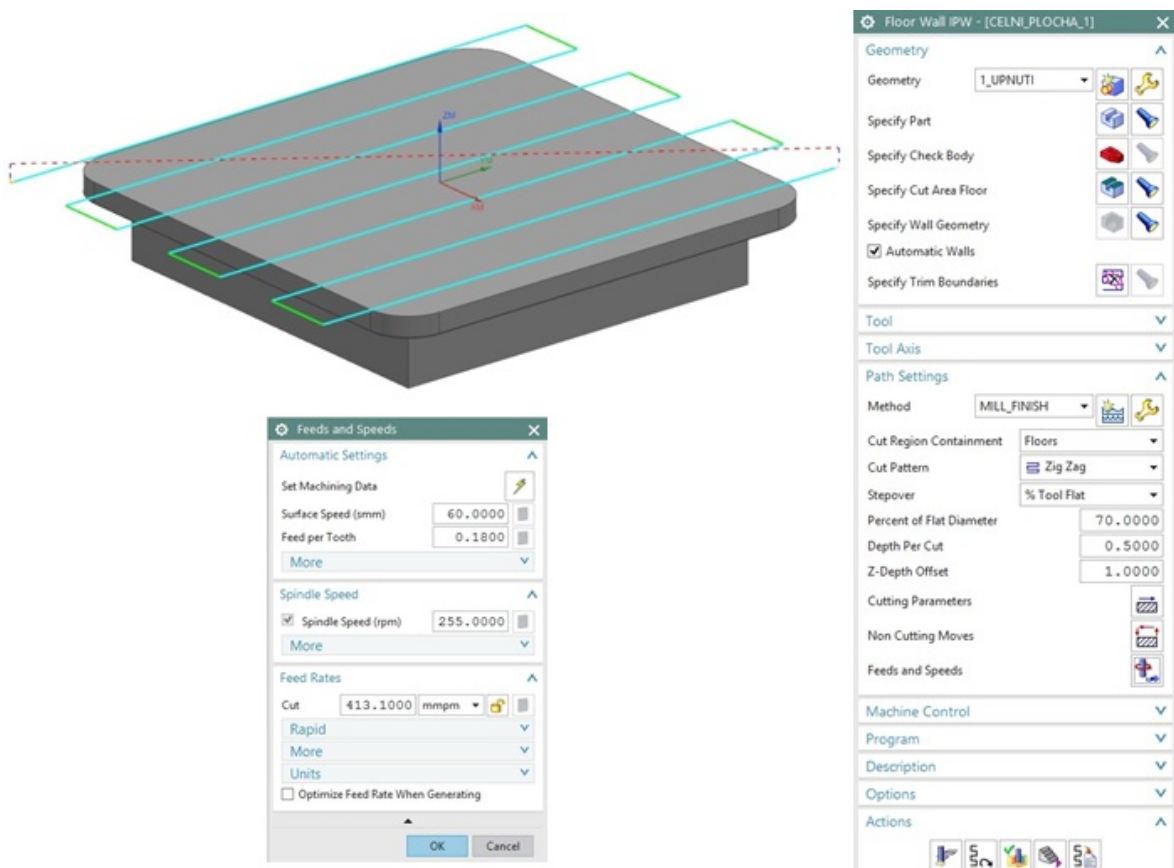 ZM
YM
XM
Feeds and Speeds
Automatic Settings
Set Machining Data
Surface Speed (smm) 60.0000
Feed per Tooth 0.1800
More
Spindle Speed
Spindle Speed (rpm) 255.0000
More
Feed Rates
Cut 413.1000 mmpm
Rapid
More
Units
Optimize Feed Rate When Generating
OK Cancel
Floor Wall IPW - [CELNI_PLOCHA_1]
Geometry
Geometry 1_UPNUTI
Specify Part
Specify Check Body
Specify Cut Area Floor
Specify Wall Geometry
Automatic Walls
Specify Trim Boundaries
Tool
Tool Axis
Path Settings
Method MILL_FINISH
Cut Region Containment Floors
Cut Pattern Zig Zag
Stepover % Tool Flat
Percent of Flat Diameter 70.0000
Depth Per Cut 0.5000
Z-Depth Offset 1.0000
Cutting Parameters
Non Cutting Moves
Feeds and Speeds
Machine Control
Program
Description
Options
Actions